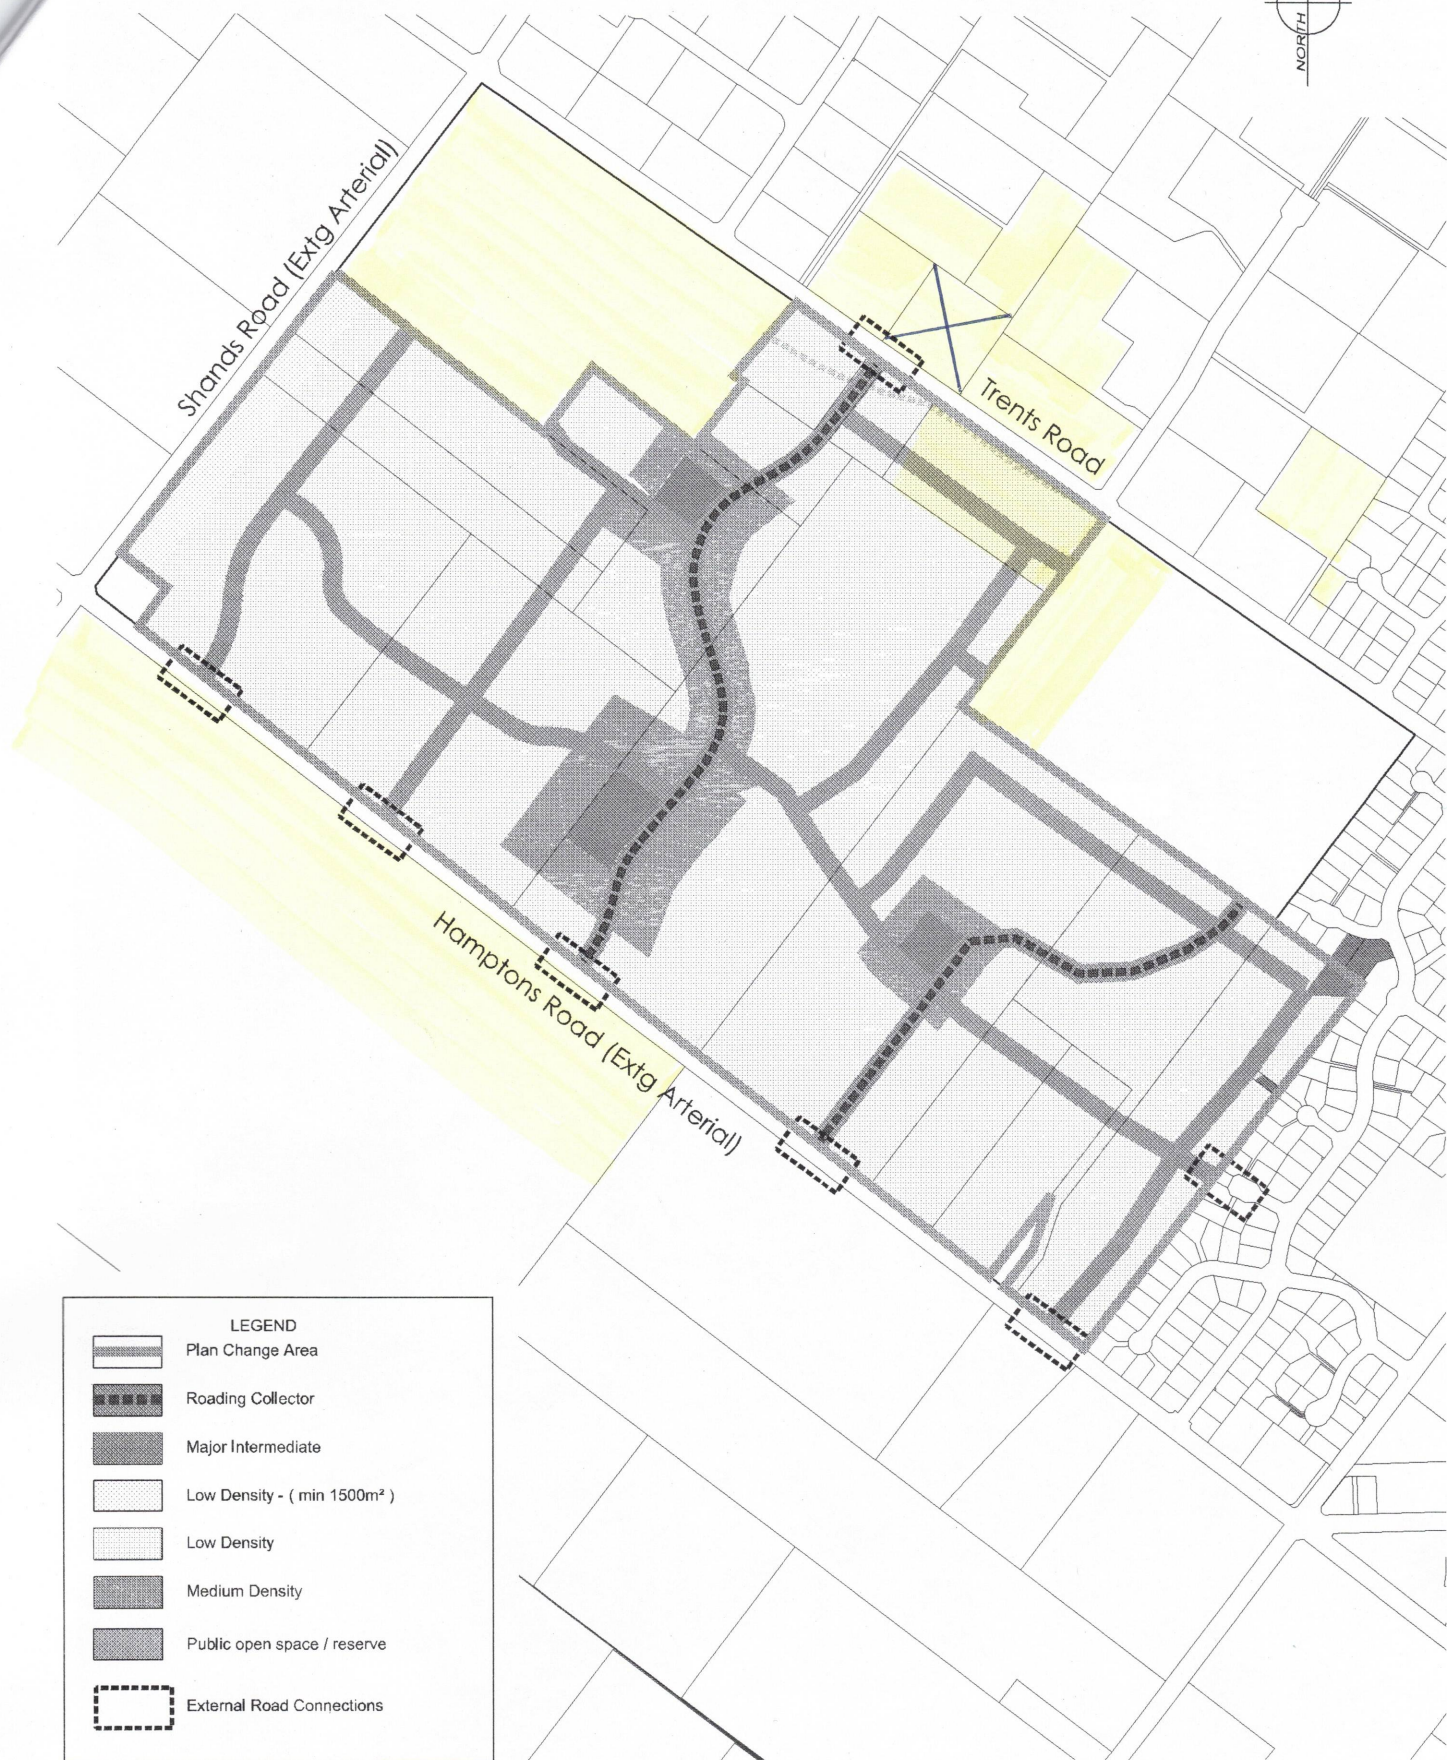 NORTH
Shands Road (Extg Arterial)
Trents Road
Hamptons Road (Extg Arterial)
LEGEND
Plan Change Area
Roading Collector
Major Intermediate
Low Density - ( min 1500m² )
Low Density
Medium Density
Public open space / reserve
External Road Connections